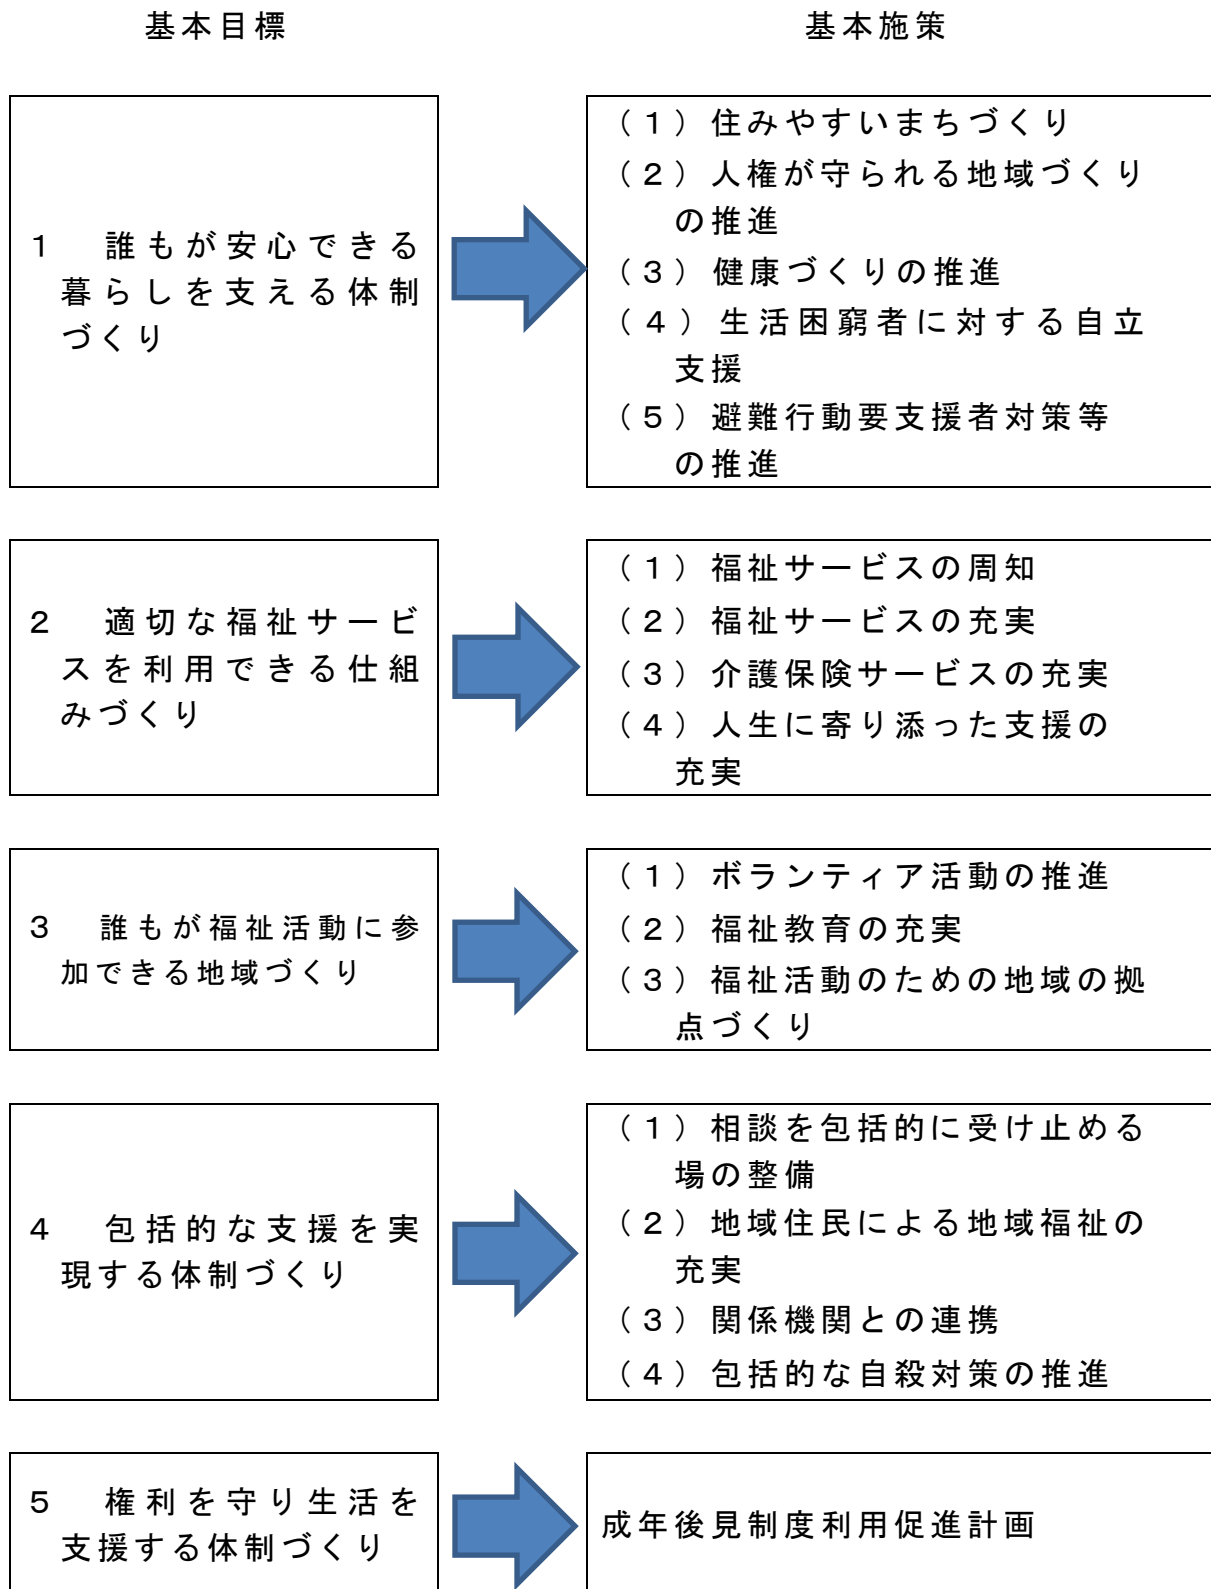 基本目標
基本施策
１　誰もが安心できる
暮らしを支える体制
づくり
（１）住みやすいまちづくり
（２）人権が守られる地域づくり
の推進
（３）健康づくりの推進
（４）生活困窮者に対する自立
支援
（５）避難行動要支援者対策等
の推進
２　適切な福祉サービ
スを利用できる仕組
みづくり
（１）福祉サービスの周知
（２）福祉サービスの充実
（３）介護保険サービスの充実
（４）人生に寄り添った支援の
充実
３　誰もが福祉活動に参
加できる地域づくり
（１）ボランティア活動の推進
（２）福祉教育の充実
（３）福祉活動のための地域の拠
点づくり
４　包括的な支援を実
現する体制づくり
（１）相談を包括的に受け止める
場の整備
（２）地域住民による地域福祉の
充実
（３）関係機関との連携
（４）包括的な自殺対策の推進
５　権利を守り生活を
支援する体制づくり
成年後見制度利用促進計画